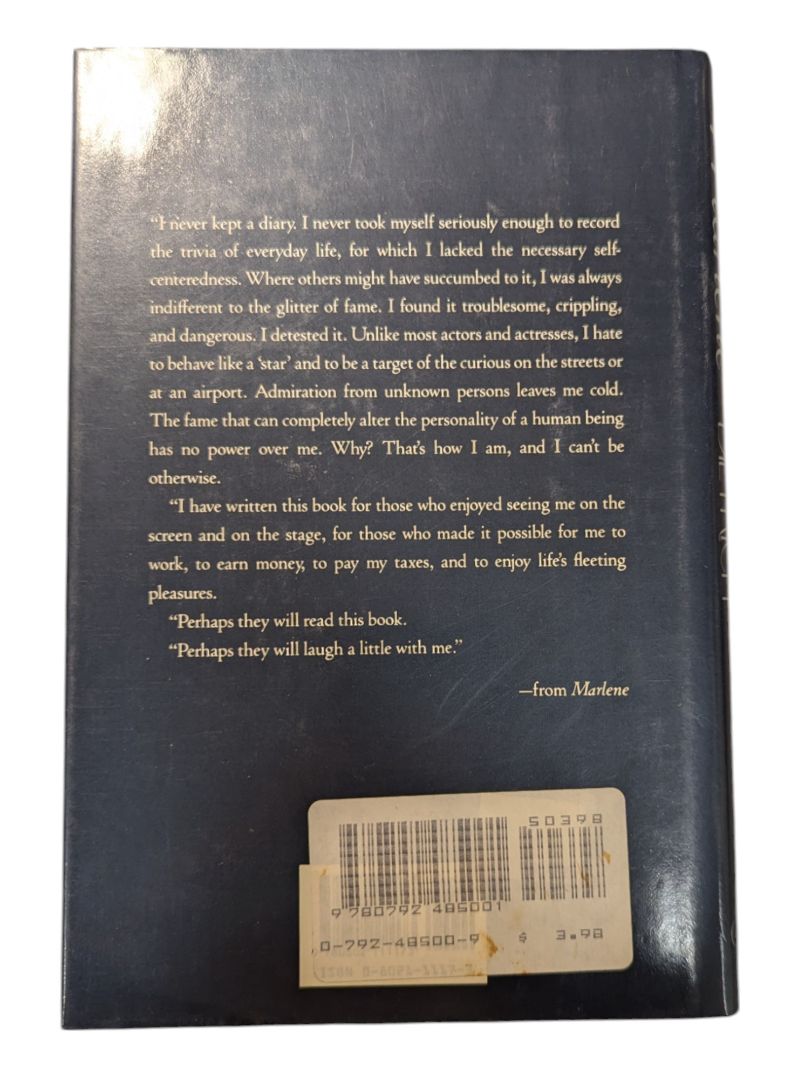 “I never kept a diary. I never took myself seriously enough to record
the trivia of everyday life, for which I lacked the necessary self-
centeredness. Where others might have succumbed to it, I was always
indifferent to the glitter of fame. I found it troublesome, crippling,
and dangerous. I detested it. Unlike most actors and actresses, I hate
to behave like a ‘star’ and to be a target of the curious on the streets or
at an airport. Admiration from unknown persons leaves me cold.
The fame that can completely alter the personality of a human being
has no power over me. Why? That’s how I am, and I can’t be
otherwise.
“I have written this book for those who enjoyed seeing me on the
screen and on the stage, for those who made it possible for me to
work, to earn money, to pay my taxes, and to enjoy life’s fleeting
pleasures.
“Perhaps they will read this book.
“Perhaps they will laugh a little with me.”
—from Marlene
50398
9 780792 485001
0-792-48500-9 $ 3.98
ISBN